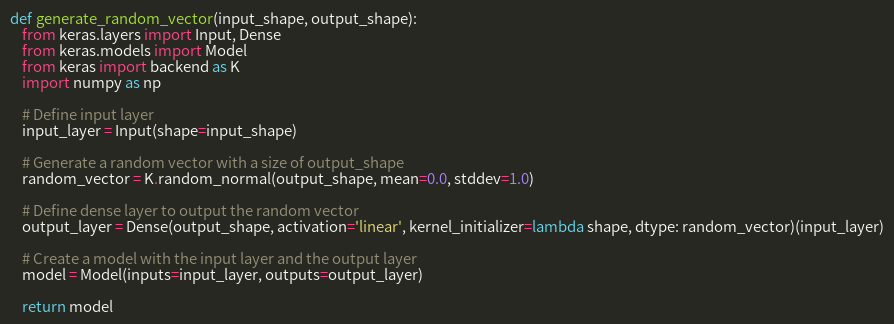 def generate_random_vector(input_shape, output_shape):
    from keras.layers import Input, Dense
    from keras.models import Model
    from keras import backend as K
    import numpy as np

    # Define input layer
    input_layer = Input(shape=input_shape)

    # Generate a random vector with a size of output_shape
    random_vector = K.random_normal(output_shape, mean=0.0, stddev=1.0)

    # Define dense layer to output the random vector
    output_layer = Dense(output_shape, activation='linear', kernel_initializer=lambda shape, dtype: random_vector)(input_layer)

    # Create a model with the input layer and the output layer
    model = Model(inputs=input_layer, outputs=output_layer)

    return model